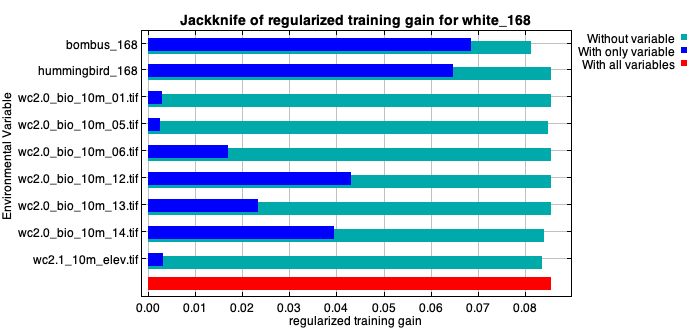 Jackknife of regularized training gain for white_168
Without variable
With only variable
With all variables
Environmental Variable
bombus_168
hummingbird_168
wc2.0_bio_10m_01.tif
wc2.0_bio_10m_05.tif
wc2.0_bio_10m_06.tif
wc2.0_bio_10m_12.tif
wc2.0_bio_10m_13.tif
wc2.0_bio_10m_14.tif
wc2.1_10m_elev.tif
0.00 0.01 0.02 0.03 0.04 0.05 0.06 0.07 0.08
regularized training gain